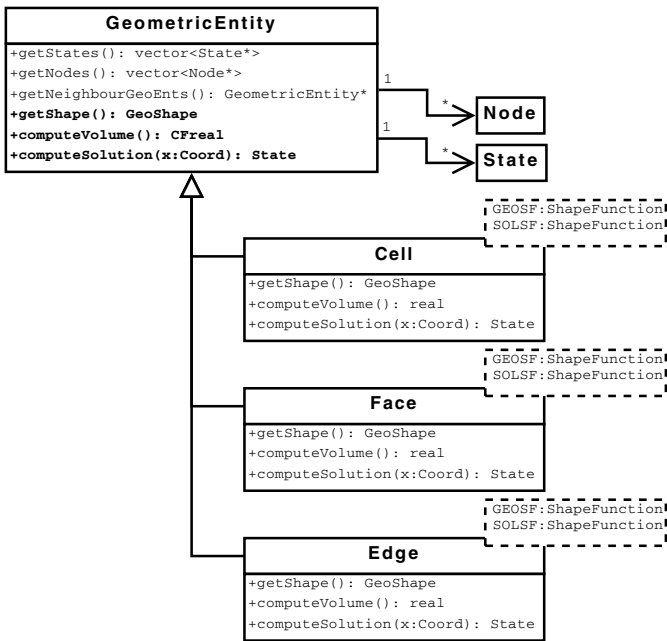 GeometricEntity
+getStates(): vector<State*>
+getNodes(): vector<Node*>
+getNeighbourGeoEnts(): GeometricEntity*
+getShape(): GeoShape
+computeVolume(): CFreal
+computeSolution(x:Coord): State
1
*
Node
1
*
State
GEOSF:ShapeFunction
SOLSF:ShapeFunction
Cell
+getShape(): GeoShape
+computeVolume(): real
+computeSolution(x:Coord): State
GEOSF:ShapeFunction
SOLSF:ShapeFunction
Face
+getShape(): GeoShape
+computeVolume(): real
+computeSolution(x:Coord): State
GEOSF:ShapeFunction
SOLSF:ShapeFunction
Edge
+getShape(): GeoShape
+computeVolume(): real
+computeSolution(x:Coord): State